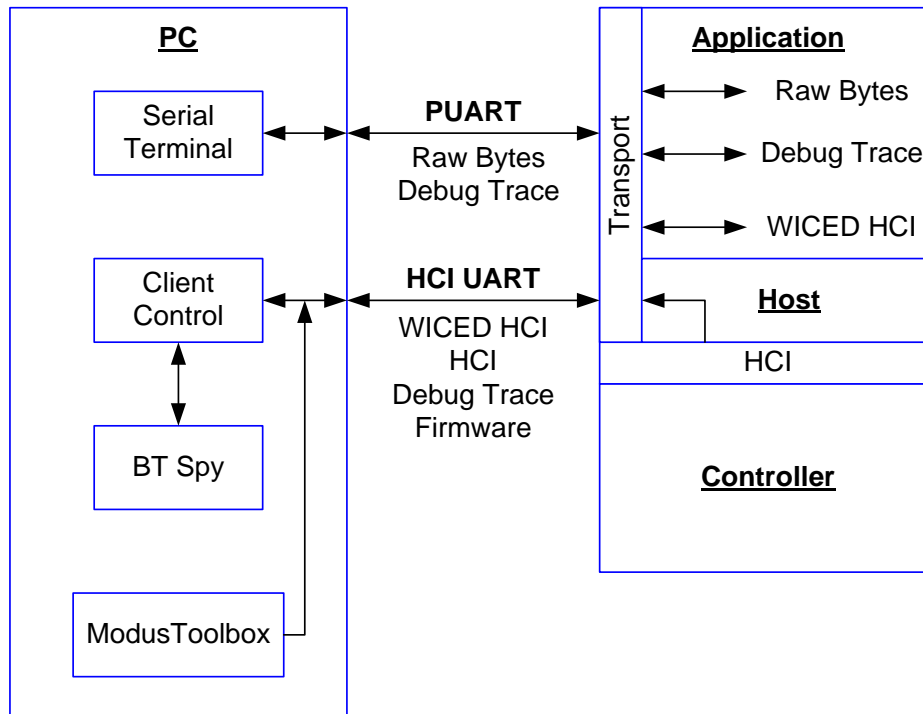 PC
Serial
Terminal
Client
Control
BT Spy
ModusToolbox
PUART
Raw Bytes
Debug Trace
HCI UART
WICED HCI
HCI
Debug Trace
Firmware
Transport
Application
Raw Bytes
Debug Trace
WICED HCI
Host
HCI
Controller